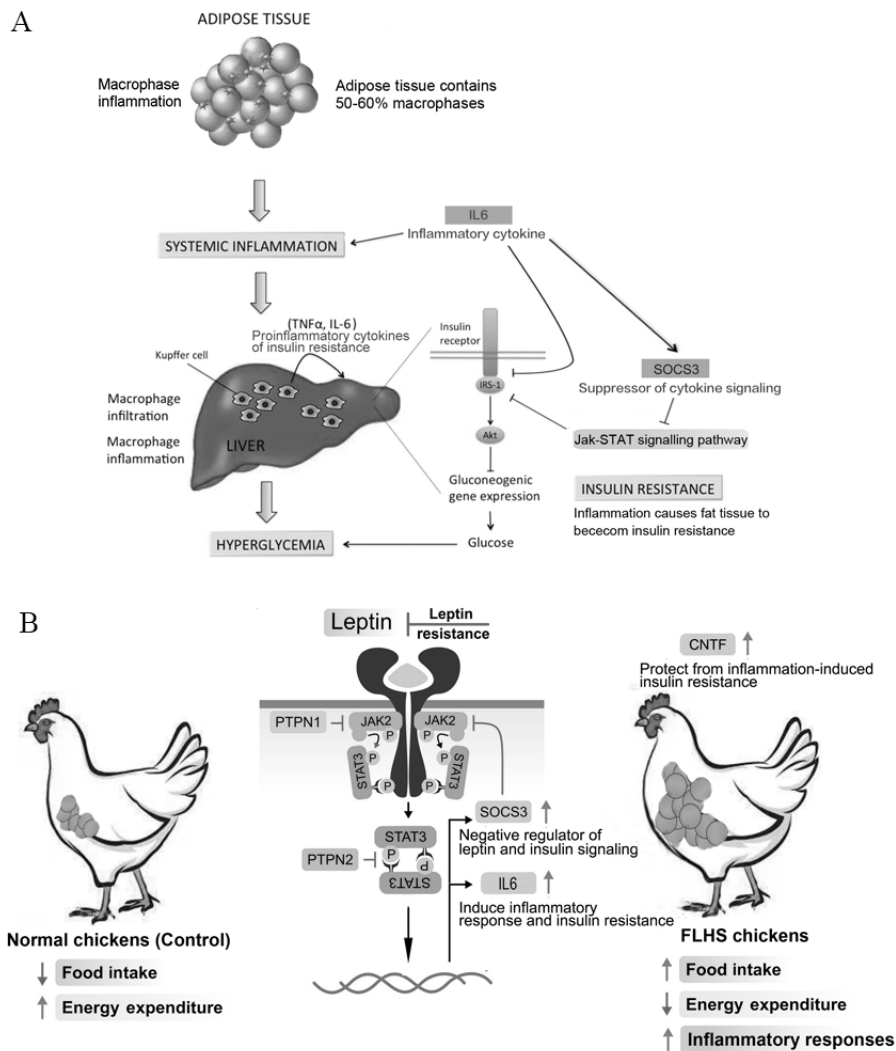 A
ADIPOSE TISSUE
Macrophase
inflammation
Adipose tissue contains
50-60% macrophases
IL6
Inflammatory cytokine
SYSTEMIC INFLAMMATION
(TNFα, IL-6)
Proinflammatory cytokines
of insulin resistance
Insulin
receptor
Kupffer cell
IRS-1
SOCS3
Suppressor of cytokine signaling
Macrophage
infiltration
Macrophage
inflammation
LIVER
Akt
Jak-STAT signalling pathway
Gluconeogenic
gene expression
INSULIN RESISTANCE
Inflammation causes fat tissue to
bececom insulin resistance
HYPERGLYCEMIA
Glucose
B
Leptin
Leptin
resistance
CNTF
Protect from inflammation-induced
insulin resistance
PTPN1
JAK2
JAK2
P
P
P
P
STAT3
STAT3
P
P
SOCS3
Negative regulator of
leptin and insulin signaling
STAT3
PTPN2
P
P
STAT3
IL6
Induce inflammatory
response and insulin resistance
Normal chickens (Control)
Food intake
Energy expenditure
FLHS chickens
Food intake
Energy expenditure
Inflammatory responses